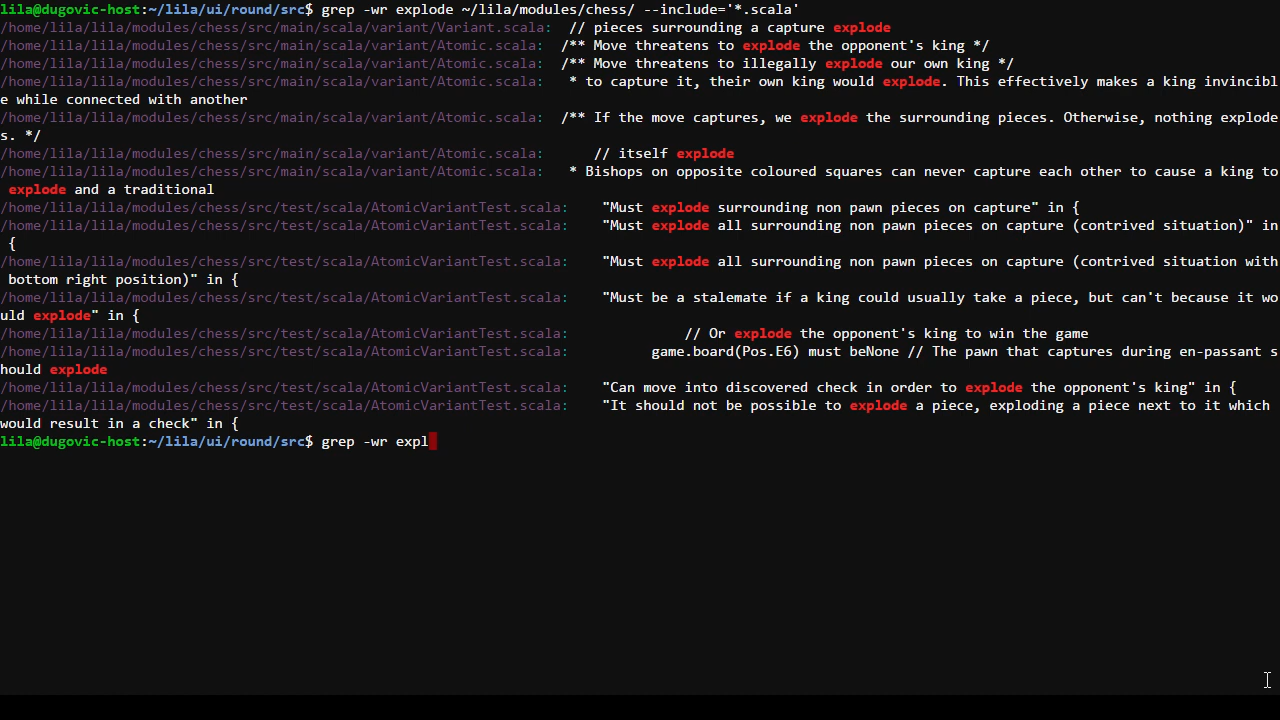 lila@dugovic-host:~/lila/ui/round/src$ grep -wr explode ~/lila/modules/chess/ --include='*.scala'
/home/lila/lila/modules/chess/src/main/scala/variant/Variant.scala:  // pieces surrounding a capture explode
/home/lila/lila/modules/chess/src/main/scala/variant/Atomic.scala:  /** Move threatens to explode the opponent's king */
/home/lila/lila/modules/chess/src/main/scala/variant/Atomic.scala:  /** Move threatens to illegally explode our own king */
/home/lila/lila/modules/chess/src/main/scala/variant/Atomic.scala:   * to capture it, their own king would explode. This effectively makes a king invincibl
e while connected with another
/home/lila/lila/modules/chess/src/main/scala/variant/Atomic.scala:  /** If the move captures, we explode the surrounding pieces. Otherwise, nothing explode
s. */
/home/lila/lila/modules/chess/src/main/scala/variant/Atomic.scala:      // itself explode
/home/lila/lila/modules/chess/src/main/scala/variant/Atomic.scala:   * Bishops on opposite coloured squares can never capture each other to cause a king to
 explode and a traditional
/home/lila/lila/modules/chess/src/test/scala/AtomicVariantTest.scala:    "Must explode surrounding non pawn pieces on capture" in {
/home/lila/lila/modules/chess/src/test/scala/AtomicVariantTest.scala:    "Must explode all surrounding non pawn pieces on capture (contrived situation)" in
 {
/home/lila/lila/modules/chess/src/test/scala/AtomicVariantTest.scala:    "Must explode all surrounding non pawn pieces on capture (contrived situation with
 bottom right position)" in {
/home/lila/lila/modules/chess/src/test/scala/AtomicVariantTest.scala:    "Must be a stalemate if a king could usually take a piece, but can't because it wo
uld explode" in {
/home/lila/lila/modules/chess/src/test/scala/AtomicVariantTest.scala:              // Or explode the opponent's king to win the game
/home/lila/lila/modules/chess/src/test/scala/AtomicVariantTest.scala:          game.board(Pos.E6) must beNone // The pawn that captures during en-passant s
hould explode
/home/lila/lila/modules/chess/src/test/scala/AtomicVariantTest.scala:    "Can move into discovered check in order to explode the opponent's king" in {
/home/lila/lila/modules/chess/src/test/scala/AtomicVariantTest.scala:    "It should not be possible to explode a piece, exploding a piece next to it which
would result in a check" in {
lila@dugovic-host:~/lila/ui/round/src$ grep -wr expl